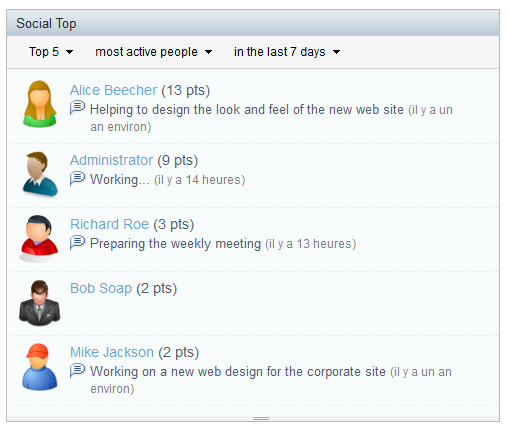 Social Top
Top 5 most active people in the last 7 days
Alice Beecher (13 pts)
Helping to design the look and feel of the new web site (il y a un
an environ)
Administrator (9 pts)
Working... (il y a 14 heures)
Richard Roe (3 pts)
Preparing the weekly meeting (il y a 13 heures)
Bob Soap (2 pts)
Mike Jackson (2 pts)
Working on a new web design for the corporate site (il y a un an
environ)